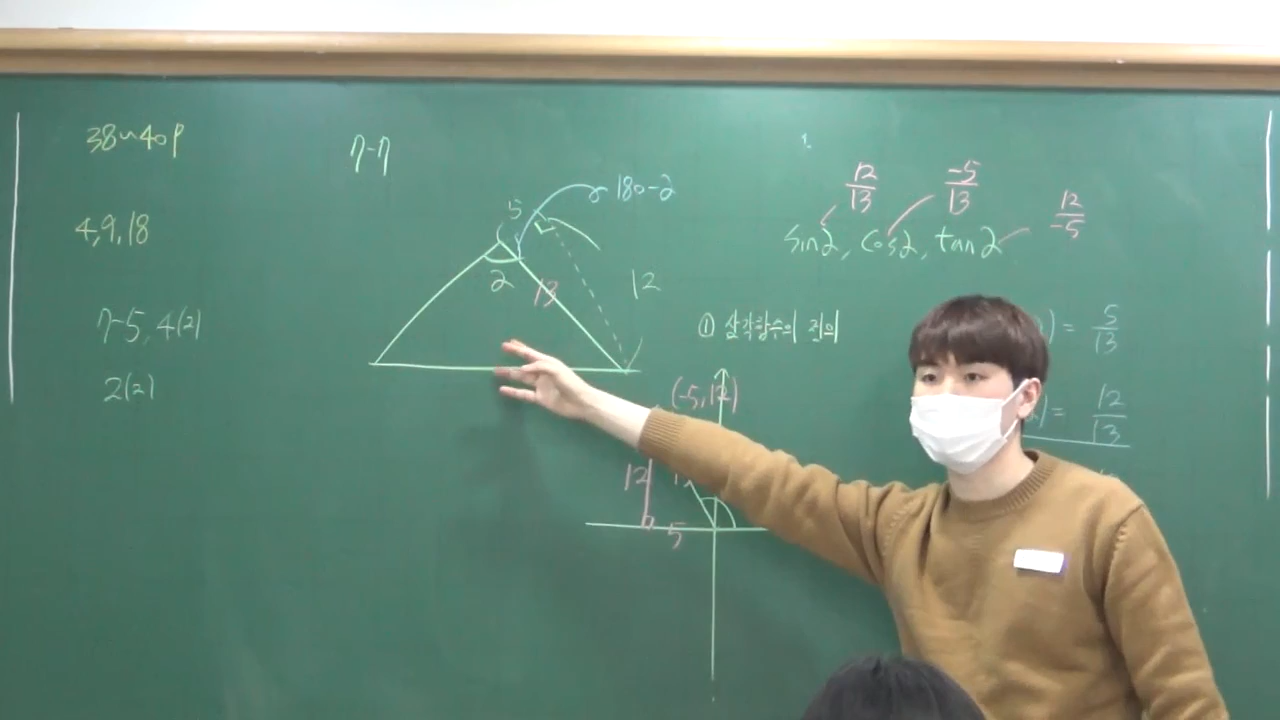 38~40p
4, 9, 18
7-5, 4(2)
2(2)
7-7
5
180-2
2
13
12
1.
12/13
-5/13
12/-5
sin2, cos2, tan2
① 삼각함수의 정의
) = 5/13
) = 12/13
(-5, 12)
12
5